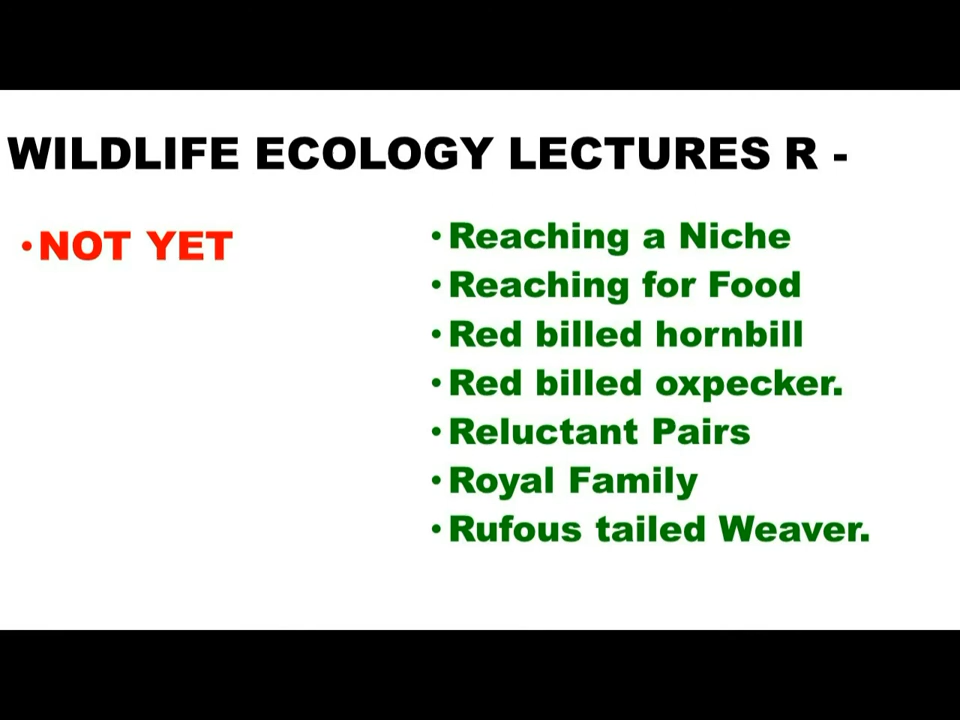 WILDLIFE ECOLOGY LECTURES R -
• NOT YET
• Reaching a Niche
• Reaching for Food
• Red billed hornbill
• Red billed oxpecker.
• Reluctant Pairs
• Royal Family
• Rufous tailed Weaver.